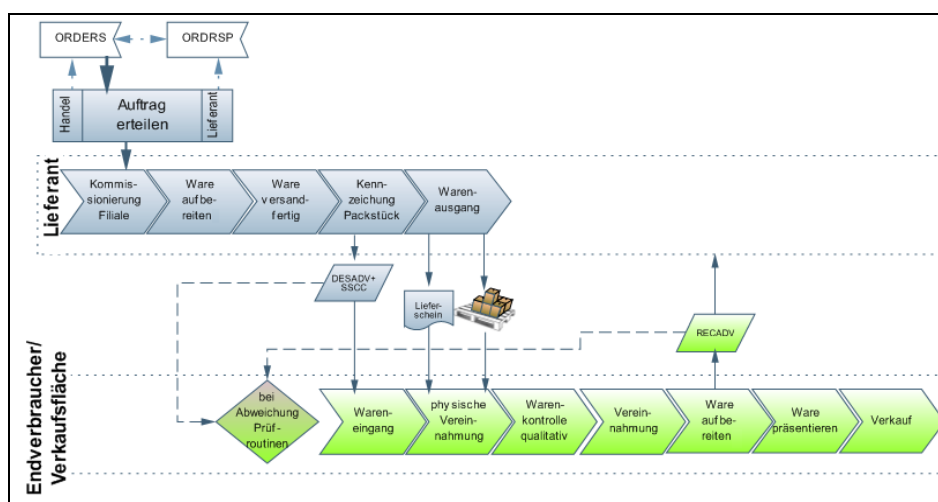 ORDERS
ORDRSP
Handel
Auftrag
erteilen
Lieferant
Lieferant
Kommis-
sionierung
Filiale
Ware
aufbe-
reiten
Ware
versand-
fertig
Kenn-
zeichung
Packstück
Waren-
ausgang
DESADV+
SSCC
Liefer-
schein
RECADV
Endverbraucher/
Verkaufsfläche
bei
Abweichung
Prüf-
routinen
Waren-
eingang
physische
Verein-
nahmung
Waren-
kontrolle
qualitativ
Verein-
nahmung
Ware
aufbe-
reiten
Ware
präsentieren
Verkauf